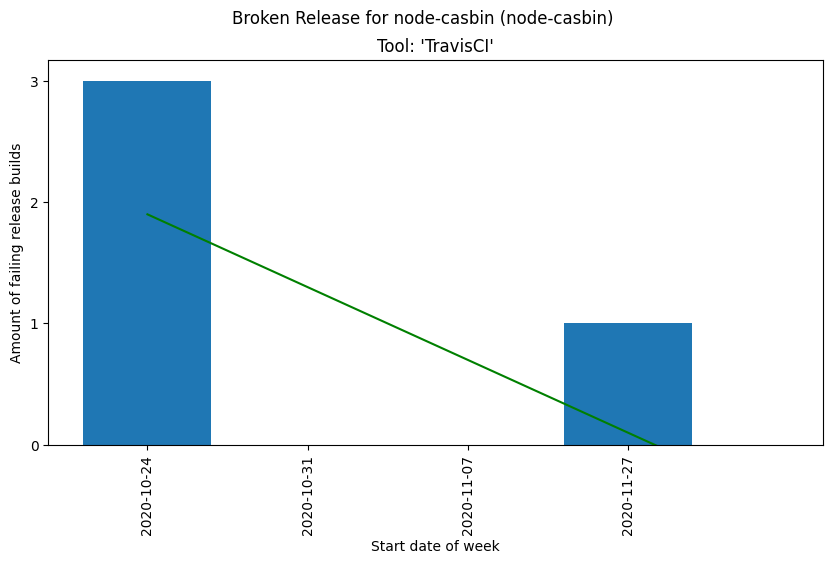 Broken Release for node-casbin (node-casbin)
Tool: 'TravisCI'
Amount of failing release builds
3
2
1
0
2020-10-24
2020-10-31
2020-11-07
2020-11-27
Start date of week